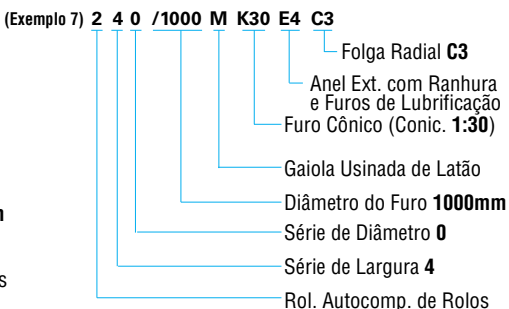 (Exemplo 7) 2 4 0 /1000 M K30 E4 C3
Folga Radial C3
Anel Ext. com Ranhura
e Furos de Lubrificação
Furo Cônico (Conic. 1:30)
Gaiola Usinada de Latão
Diâmetro do Furo 1000mm
Série de Diâmetro 0
Série de Largura 4
Rol. Autocomp. de Rolos